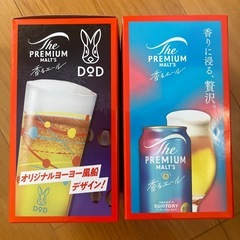 The
PREMIUM
MALT'S
香るエール
DOD
オリジナルヨーヨー風船
デザイン!
DOD
The
PREMIUM
MALT'S
香るエール
香りに浸る、贅沢。
The
PREMIUM
MALT'S
香るエール
SUNTORY